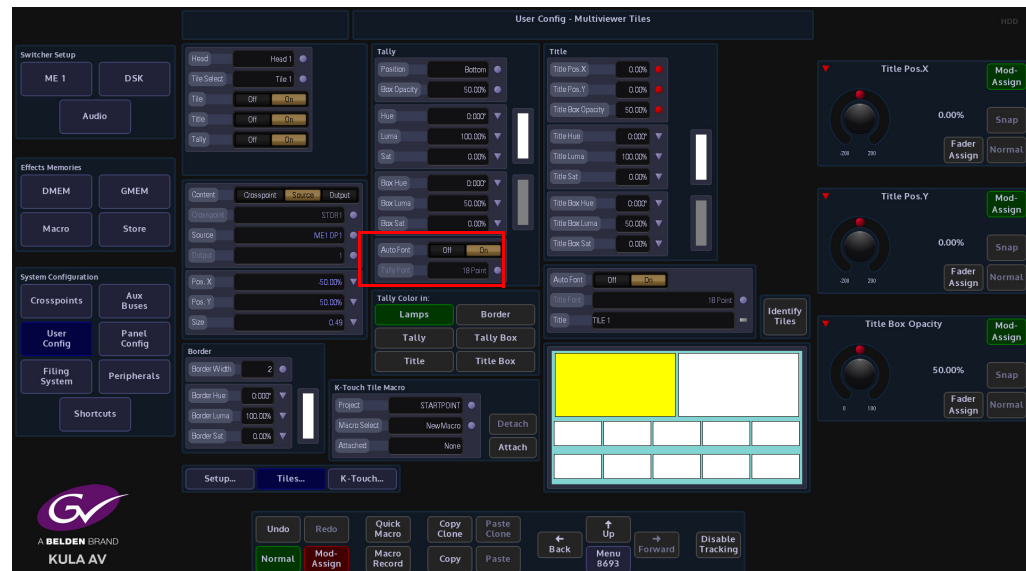 User Config - Multiviewer Tiles
HDD
Switcher Setup
ME 1
DSK
Audio
Effects Memories
DMEM
GMEM
Macro
Store
System Configuration
Crosspoints
Aux
Buses
User
Config
Panel
Config
Filing
System
Peripherals
Shortcuts
Head
Head 1
Tile Select
Tile 1
Tile
Off
On
Title
Off
On
Tally
Off
On
Content
Crosspoint
Source
Output
Crosspoint
STOR1
Source
ME1 DP1
Output
1
Pos. X
-50.00%
Pos. Y
50.00%
Size
0.49
Border
Border Width
2
Border Hue
0.000°
Border Luma
100.00%
Border Sat
0.00%
Tally
Position
Bottom
Box Opacity
50.00%
Hue
0.000°
Luma
100.00%
Sat
0.00%
Box Hue
0.000°
Box Luma
50.00%
Box Sat
0.00%
Auto Font
Off
On
Tally Font
18 Point
Tally Color in:
Lamps
Border
Tally
Tally Box
Title
Title Box
K-Touch Tile Macro
Project
STARTPOINT
Macro Select
New Macro
Attached
None
Detach
Attach
Title
Title Pos.X
0.00%
Title Pos.Y
0.00%
Title Box Opacity
50.00%
Title Hue
0.000°
Title Luma
100.00%
Title Sat
0.00%
Title Box Hue
0.000°
Title Box Luma
50.00%
Title Box Sat
0.00%
Auto Font
Off
On
Title Font
18 Point
Title
TILE 1
Identify
Tiles
Title Pos.X
Mod-
Assign
0.00%
Snap
-200 200
Fader
Assign
Normal
Title Pos.Y
Mod-
Assign
0.00%
Snap
-200 200
Fader
Assign
Normal
Title Box Opacity
Mod-
Assign
50.00%
Snap
0 100
Fader
Assign
Normal
Setup...
Tiles...
K-Touch...
GV
A BELDEN BRAND
KULA AV
Undo
Redo
Quick
Macro
Copy
Clone
Paste
Clone
Normal
Mod-
Assign
Macro
Record
Copy
Paste
Back
Up
Menu
8693
Forward
Disable
Tracking